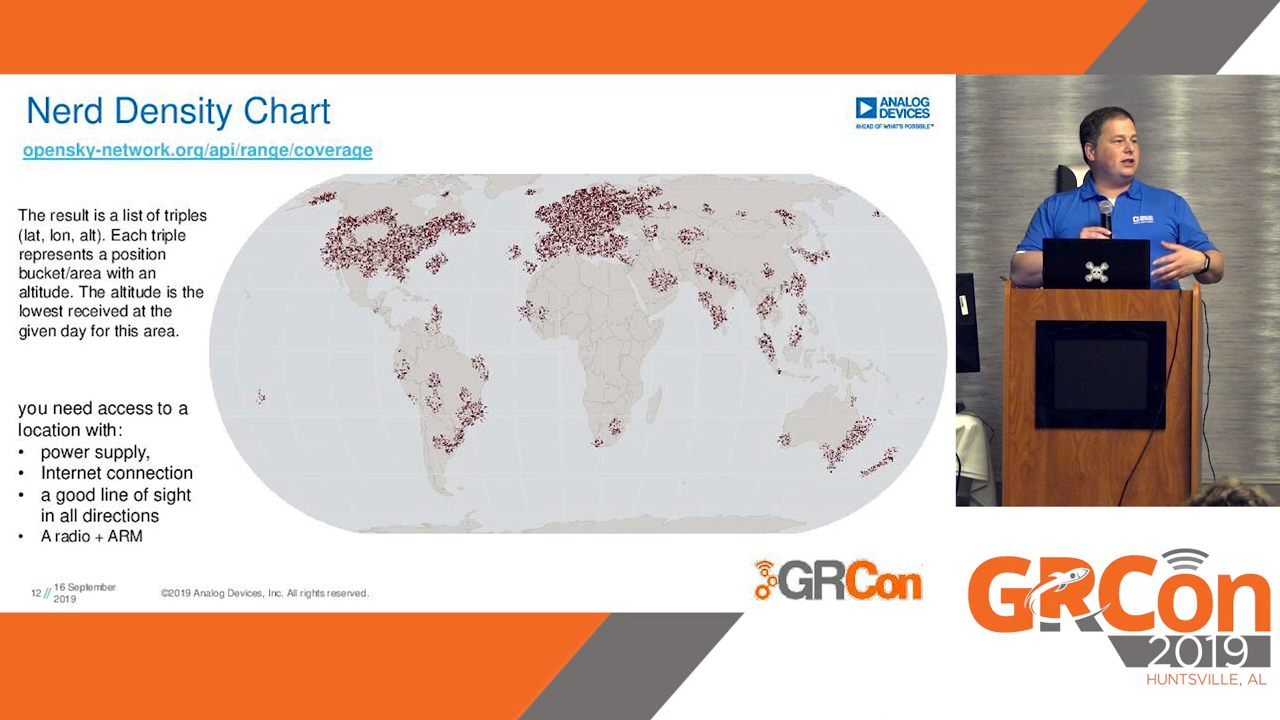 Nerd Density Chart
opensky-network.org/api/range/coverage
ANALOG
DEVICES
AHEAD OF WHAT'S POSSIBLE™
The result is a list of triples
(lat, lon, alt). Each triple
represents a position
bucket/area with an
altitude. The altitude is the
lowest received at the
given day for this area.
you need access to a
location with:
• power supply,
• Internet connection
• a good line of sight
in all directions
• A radio + ARM
12 // 16 September
2019
©2019 Analog Devices, Inc. All rights reserved.
GRCon
GRCon
2019
HUNTSVILLE, AL